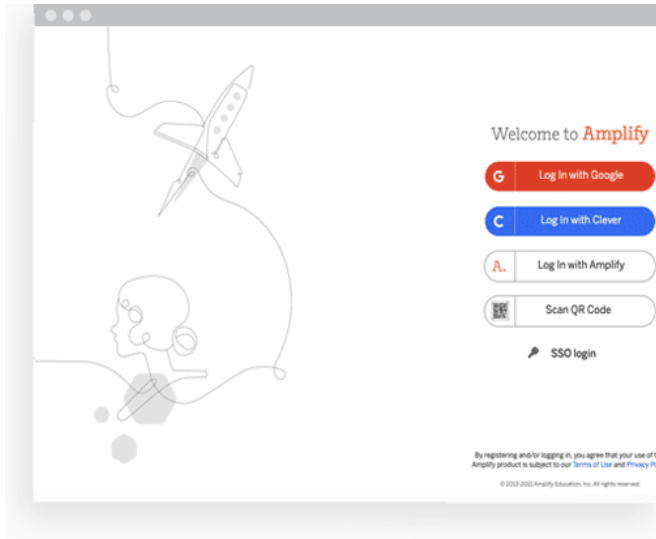 Welcome to Amplify
G Log In with Google
C Log In with Clever
A. Log In with Amplify
Scan QR Code
SSO login
By registering and/or logging in, you agree that your use of
Amplify product is subject to our Terms of Use and Privacy
© 2013-2021 Amplify Education, Inc. All rights reserved.